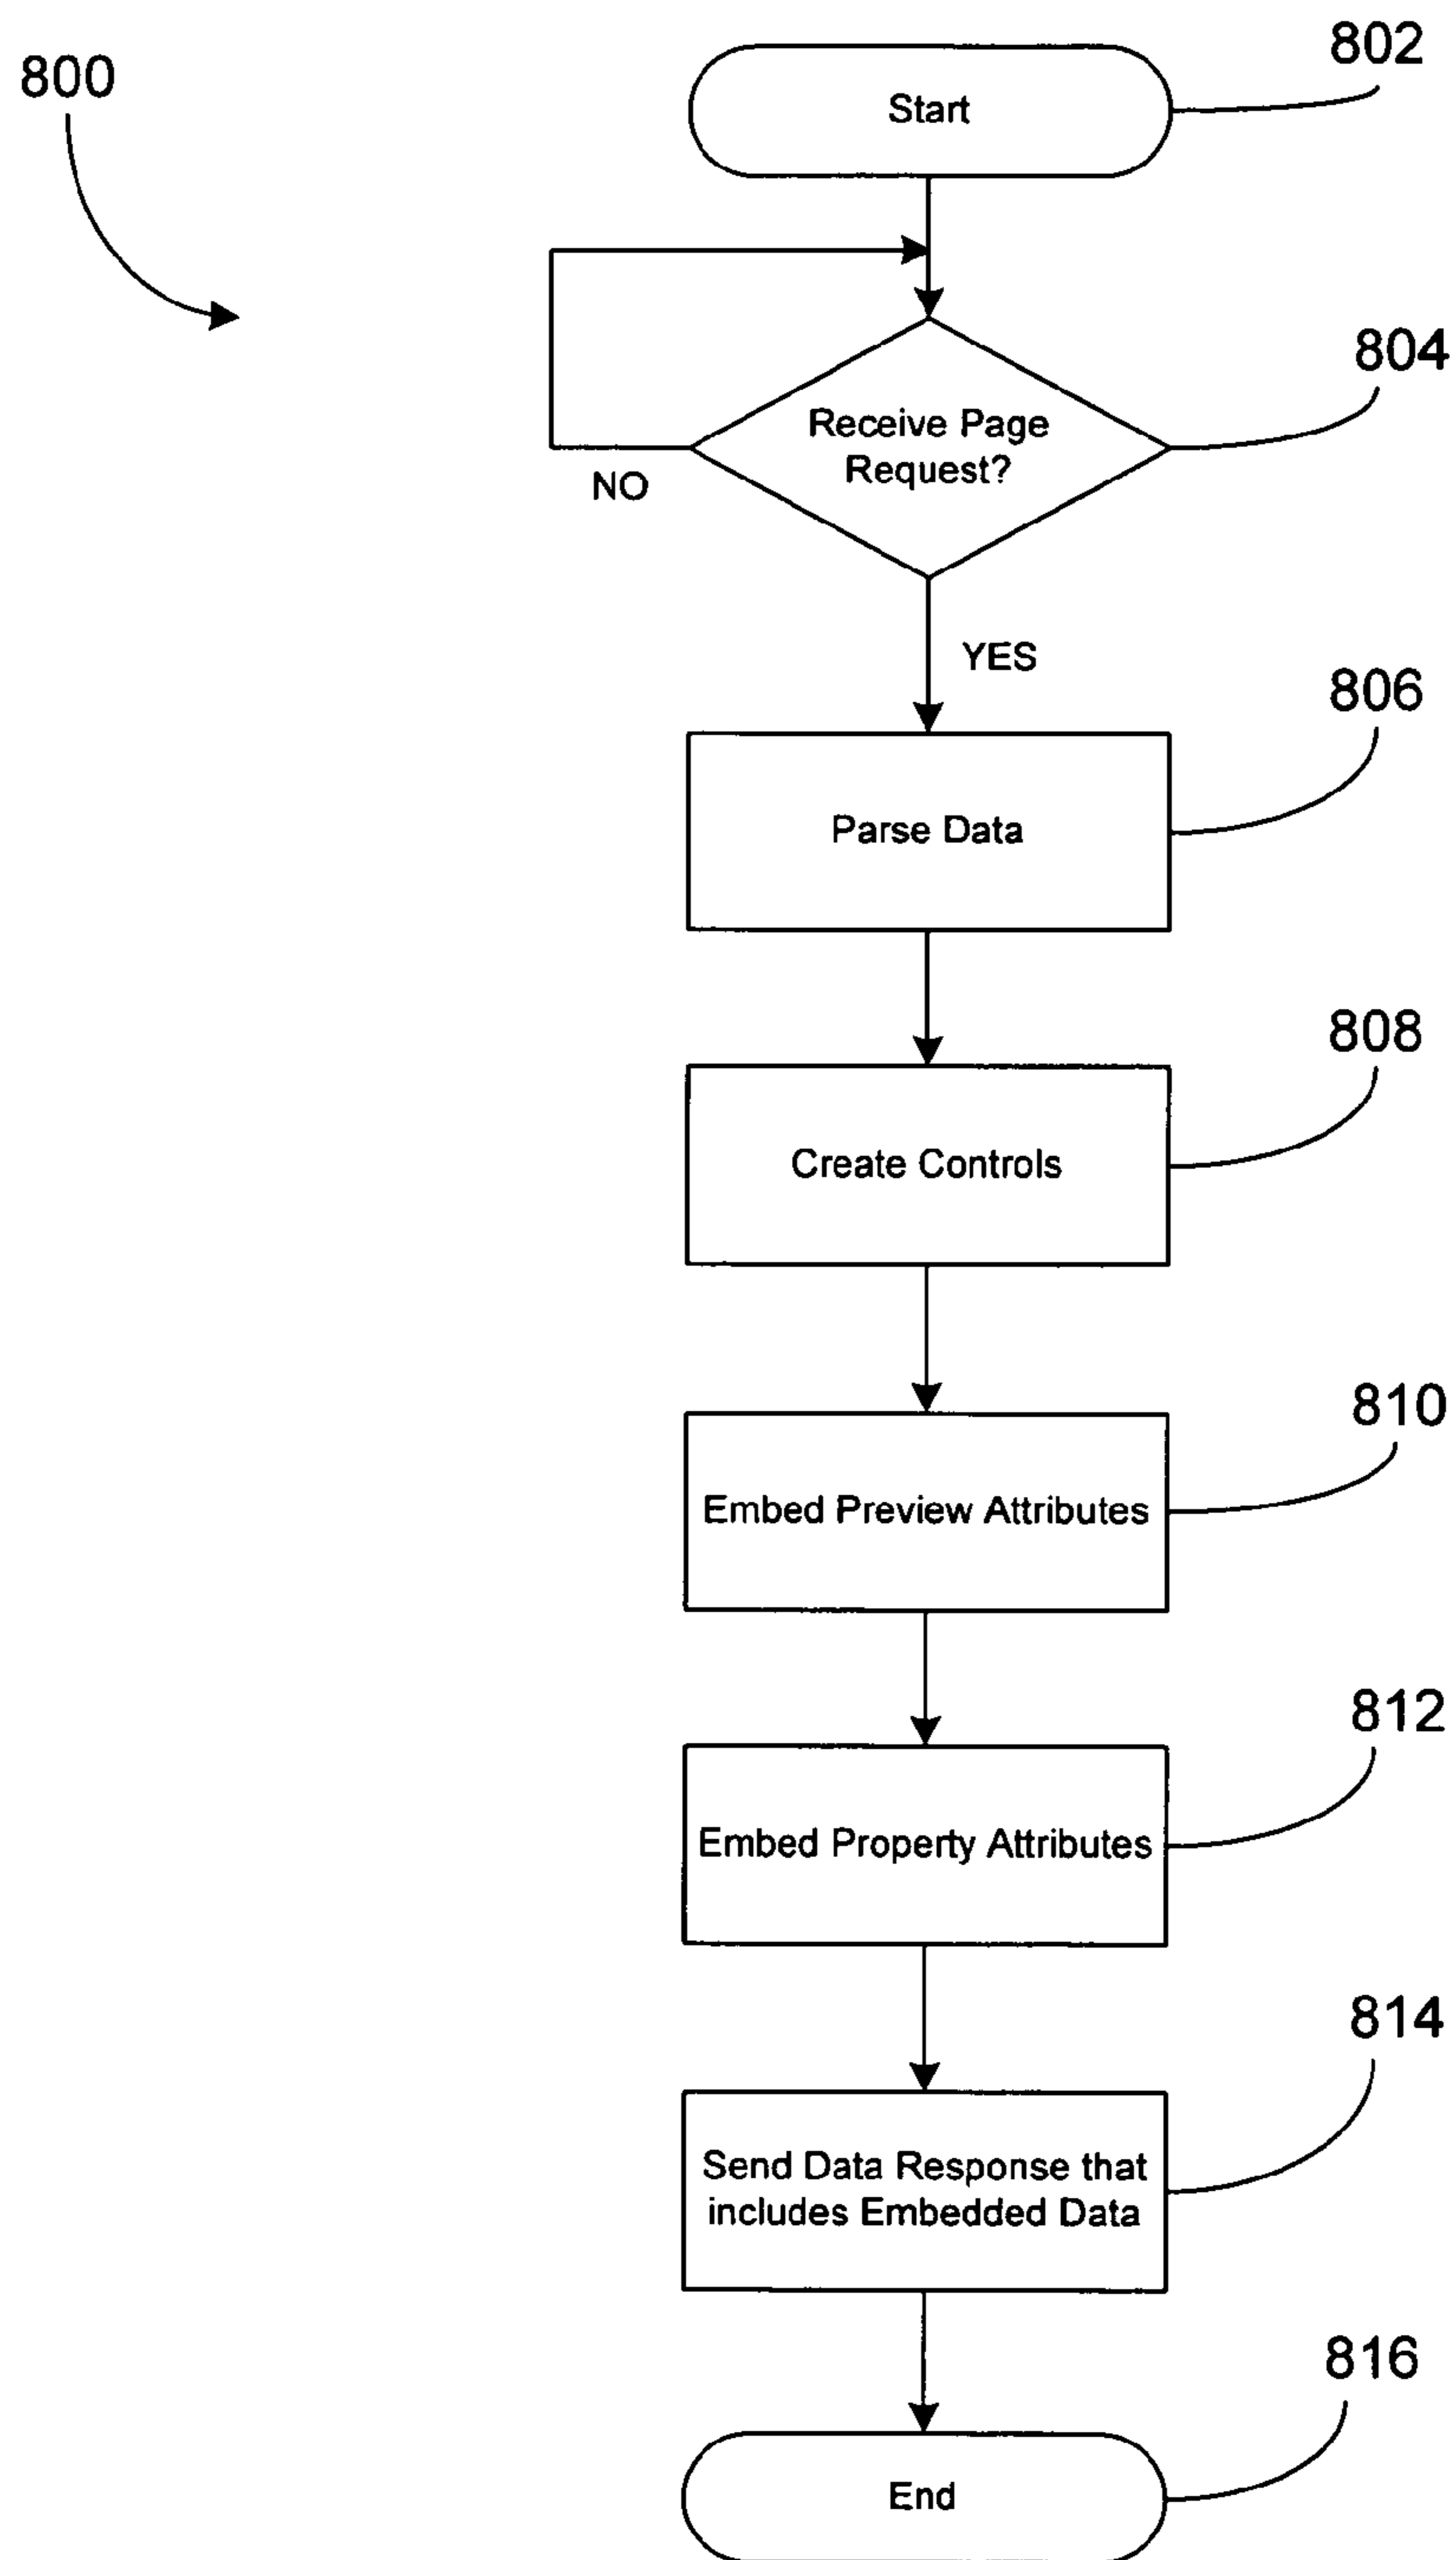 800
802
Start
804
Receive Page
Request?
NO
YES
806
Parse Data
808
Create Controls
810
Embed Preview Attributes
812
Embed Property Attributes
814
Send Data Response that
includes Embedded Data
816
End